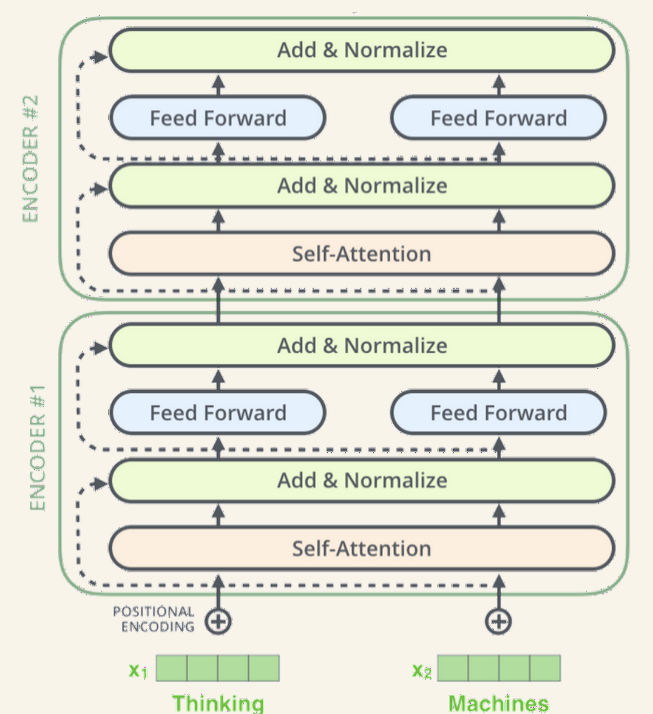 ENCODER #2
Add & Normalize
Feed Forward Feed Forward
Add & Normalize
Self-Attention
ENCODER #1
Add & Normalize
Feed Forward Feed Forward
Add & Normalize
Self-Attention
POSITIONAL
ENCODING
x1 x2
Thinking Machines